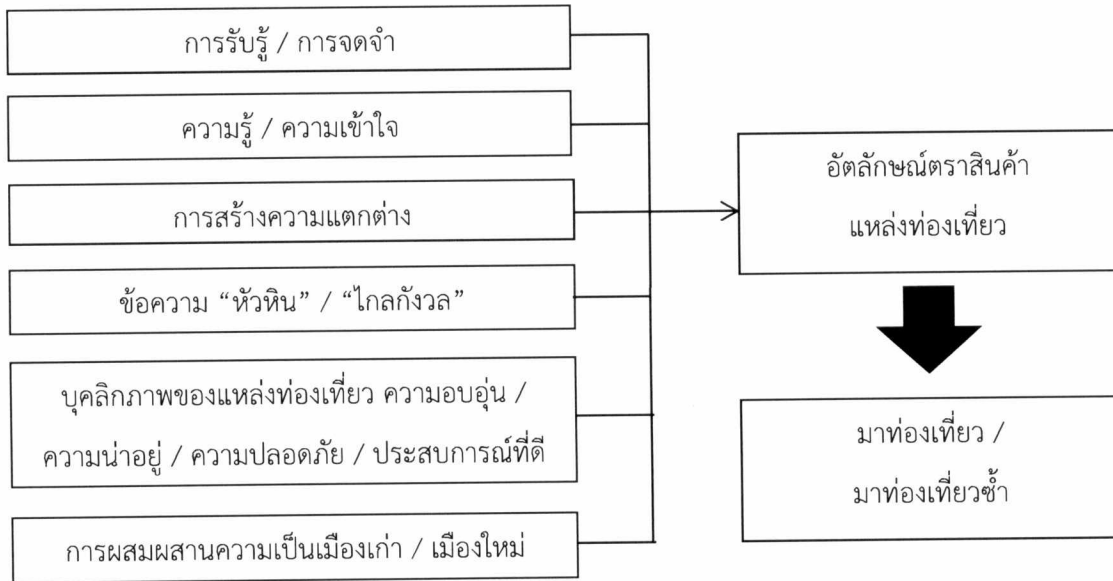 การรับรู้ / การจดจำ
ความรู้ / ความเข้าใจ
การสร้างความแตกต่าง
ข้อความ “หัวหิน” / “ไกลกังวล”
บุคลิกภาพของแหล่งท่องเที่ยว ความอบอุ่น /
ความน่าอยู่ / ความปลอดภัย / ประสบการณ์ที่ดี
การผสมผสานความเป็นเมืองเก่า / เมืองใหม่
อัตลักษณ์ตราสินค้า
แหล่งท่องเที่ยว
มาท่องเที่ยว /
มาท่องเที่ยวซ้ำ